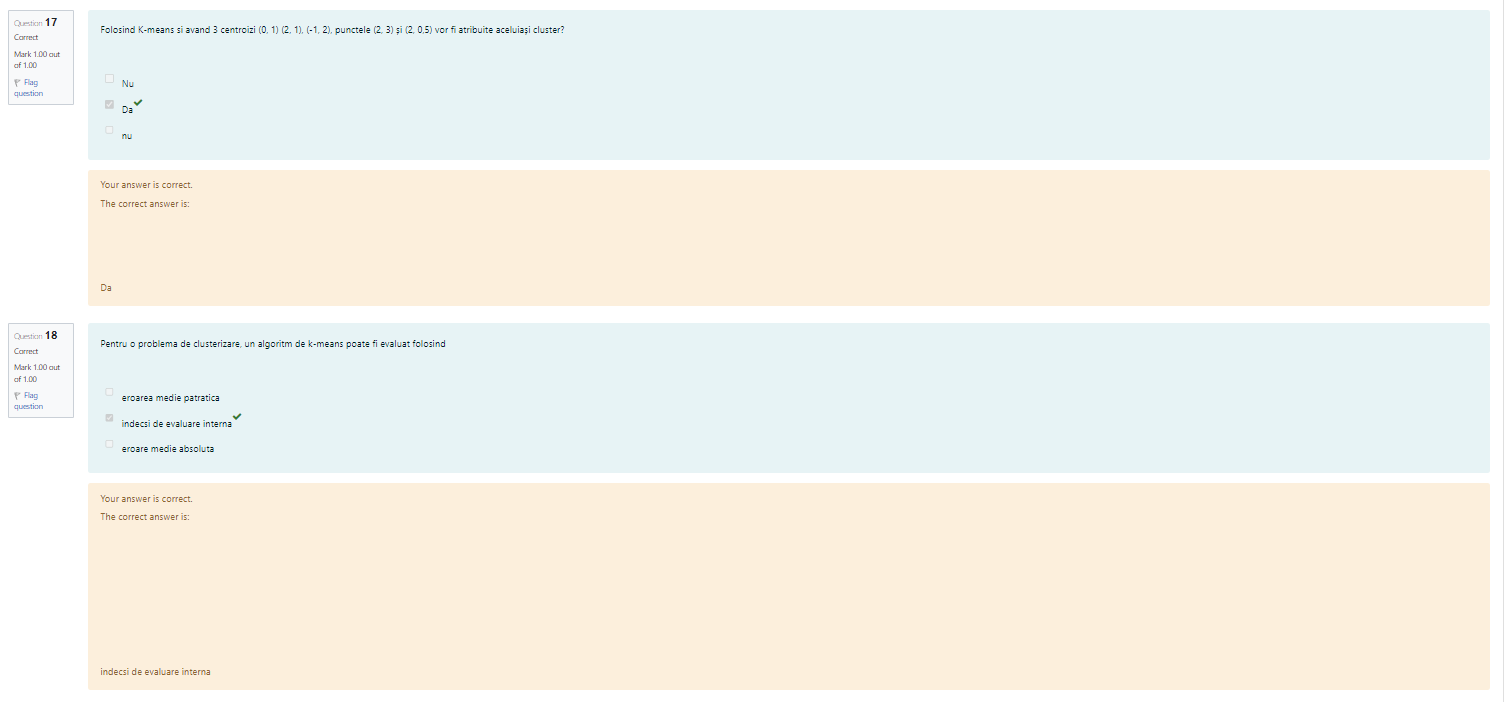 Question 17
Correct
Mark 1.00 out
of 1.00
Flag
question
Folosind K-means si avand 3 centroizi (0, 1) (2, 1), (-1, 2), punctele (2, 3) și (2, 0,5) vor fi atribuite aceluiași cluster?
Nu
Da
nu
Your answer is correct.
The correct answer is:
Da
Question 18
Correct
Mark 1.00 out
of 1.00
Flag
question
Pentru o problema de clusterizare, un algoritm de k-means poate fi evaluat folosind
eroarea medie patratica
indecsi de evaluare interna
eroare medie absoluta
Your answer is correct.
The correct answer is:
indecsi de evaluare interna